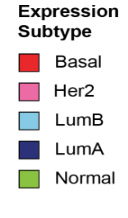 Expression
Subtype
Basal
Her2
LumB
LumA
Normal